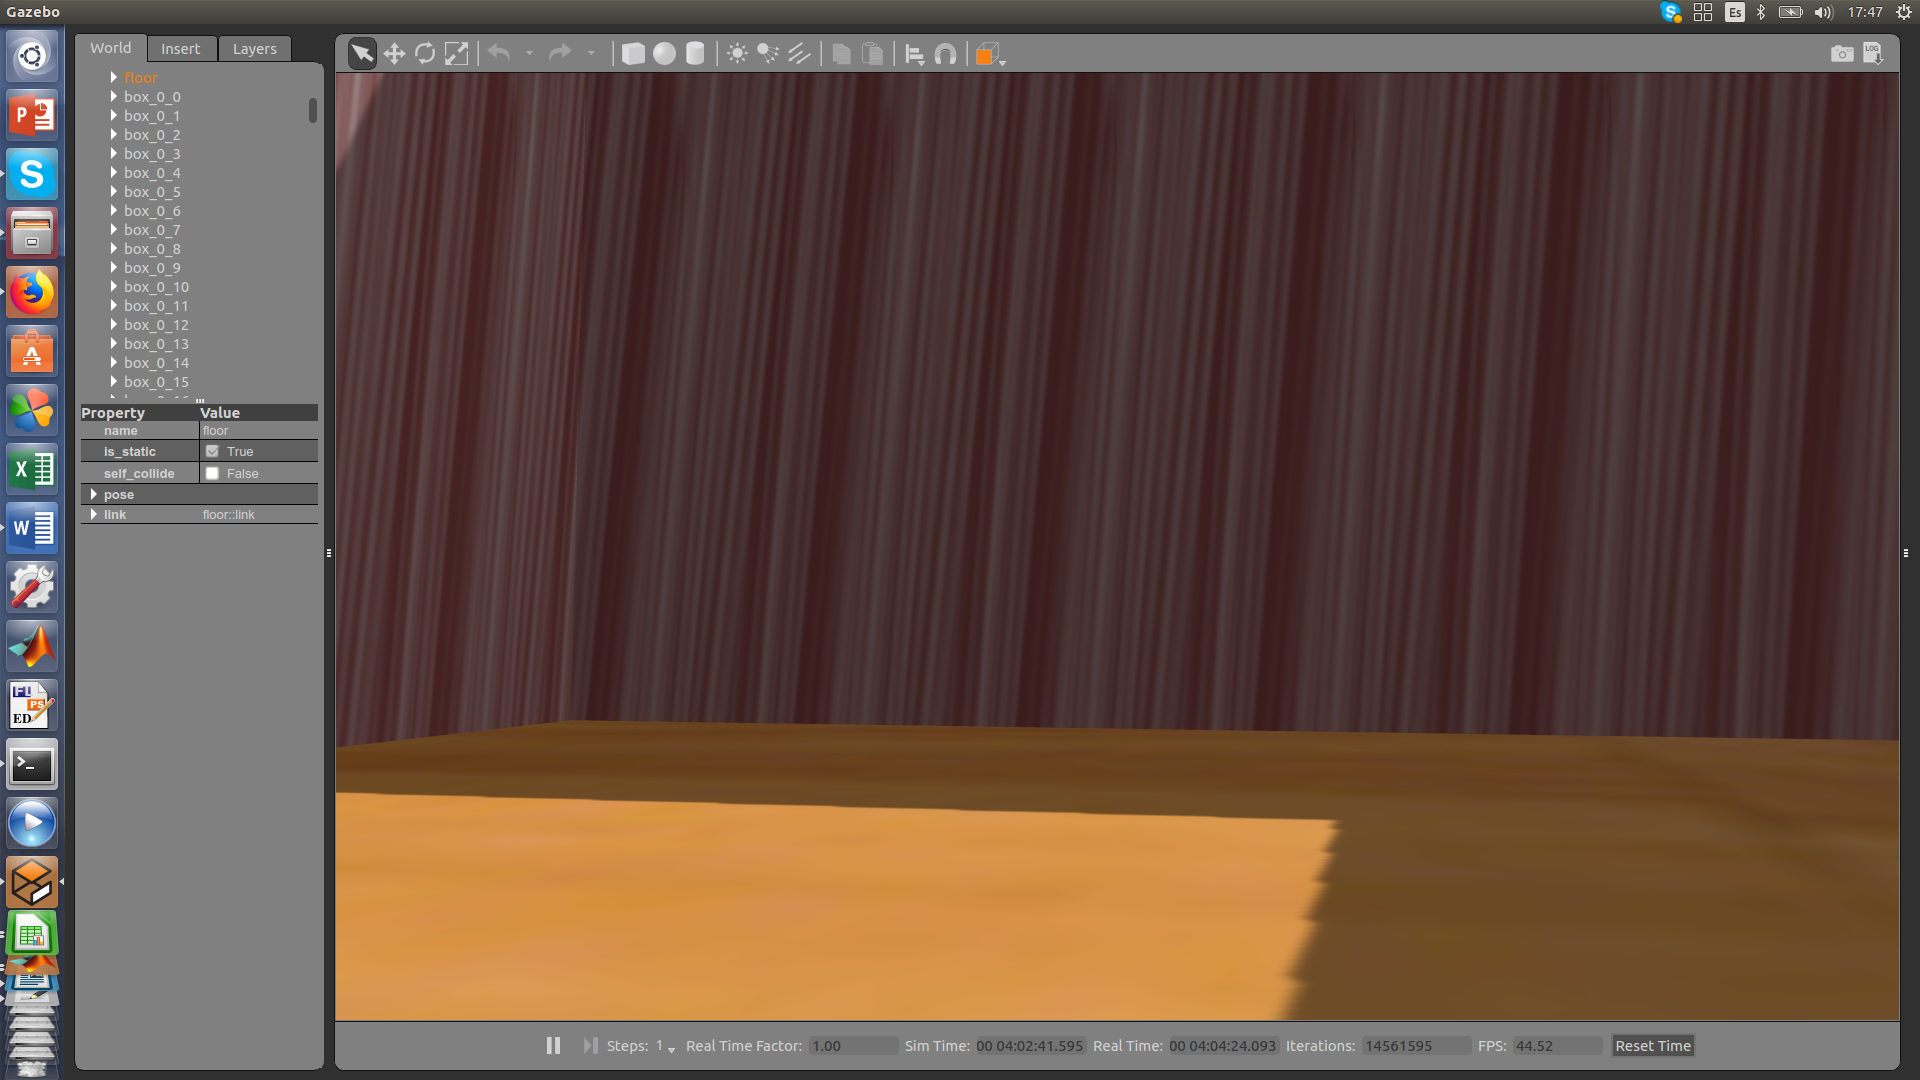 Gazebo
Es
17:47
World
Insert
Layers
LOG
floor
box_0_0
box_0_1
box_0_2
box_0_3
box_0_4
box_0_5
box_0_6
box_0_7
box_0_8
box_0_9
box_0_10
box_0_11
box_0_12
box_0_13
box_0_14
box_0_15
Property Value
name floor
is_static True
self_collide False
pose
link floor::link
Steps: 1 Real Time Factor: 1.00 Sim Time: 00 04:02:41.595 Real Time: 00 04:04:24.093 Iterations: 14561595 FPS: 44.52 Reset Time
P
S
A
X
W
PS
ED
>_